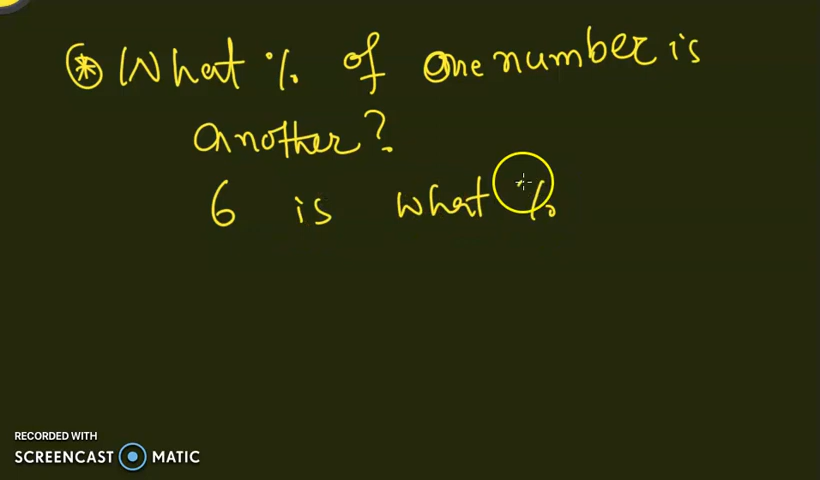 * What % of one number is
another?
6 is what %
RECORDED WITH
SCREENCAST MATIC